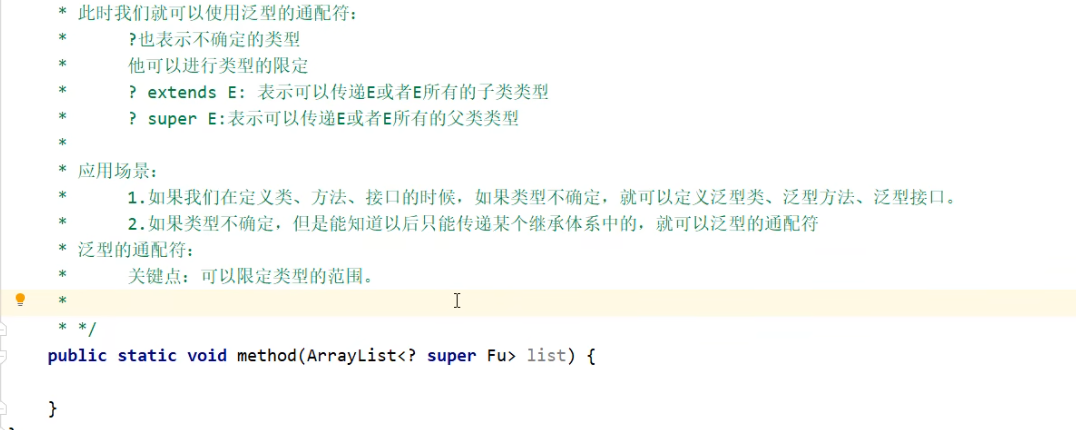 * 此时我们就可以使用泛型的通配符：
* ?也表示不确定的类型
* 他可以进行类型的限定
* ? extends E: 表示可以传递E或者E所有的子类类型
* ? super E:表示可以传递E或者E所有的父类类型
*
* 应用场景：
* 1.如果我们在定义类、方法、接口的时候，如果类型不确定，就可以定义泛型类、泛型方法、泛型接口。
* 2.如果类型不确定，但是能知道以后只能传递某个继承体系中的，就可以泛型的通配符
* 泛型的通配符：
* 关键点：可以限定类型的范围。
*
* */
public static void method(ArrayList<? super Fu> list) {
}